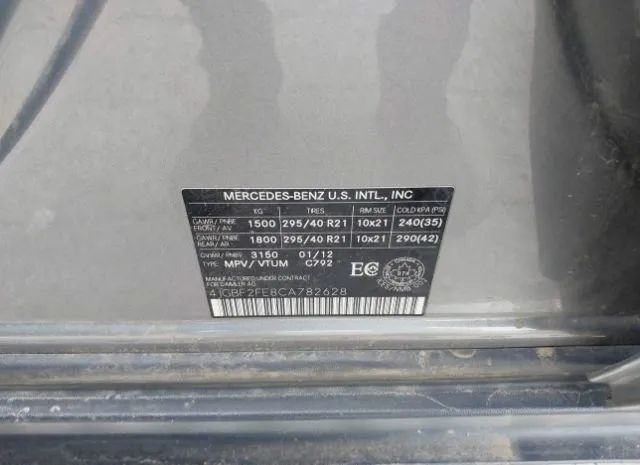 MERCEDES-BENZ U.S. INTL., INC
KG TIRES RIM SIZE COLD KPA (PSI)
GAWR/PNBE FRONT/AV 1500 295/40 R21 10x21 240(35)
GAWR/PNBE REAR/AR 1800 295/40 R21 10x21 290(42)
GVWR/PNBV 3150 01/12
TYPE: MPV/VTUM C792 EC
MANUFACTURED UNDER CONTRACT
FOR DAIMLER AG
4JGBF2FE8CA782628